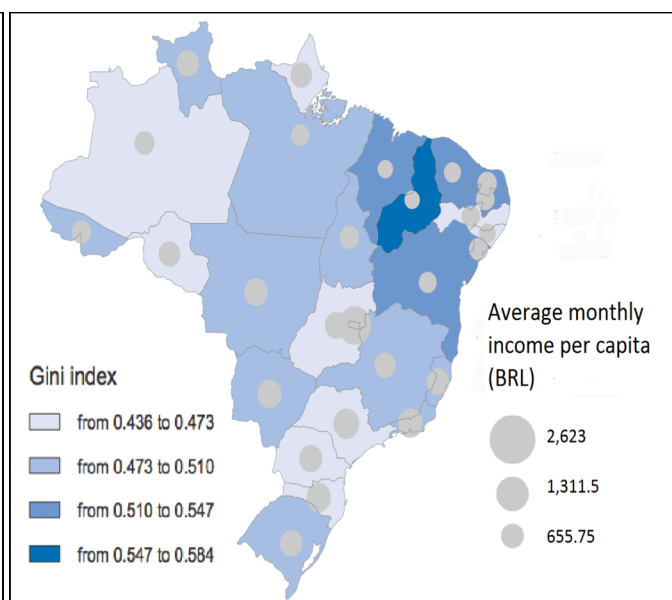 Average monthly
income per capita
(BRL)
2,623
1,311.5
655.75
Gini index
from 0.436 to 0.473
from 0.473 to 0.510
from 0.510 to 0.547
from 0.547 to 0.584